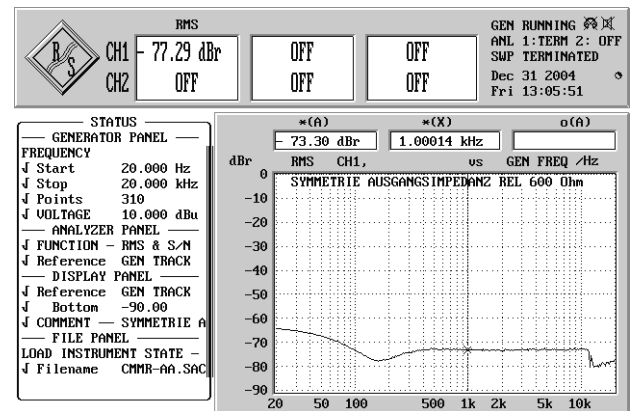 RMS
R S
CH1 - 77.29 dBr OFF OFF
CH2 OFF OFF OFF
GEN RUNNING
ANL 1:TERM 2: OFF
SWP TERMINATED
Dec 31 2004
Fri 13:05:51
STATUS
GENERATOR PANEL
FREQUENCY
Start 20.000 Hz
Stop 20.000 kHz
Points 310
VOLTAGE 10.000 dBu
ANALYZER PANEL
FUNCTION - RMS & S/N
Reference GEN TRACK
DISPLAY PANEL
Reference GEN TRACK
Bottom -90.00
COMMENT — SYMMETRIE A
FILE PANEL
LOAD INSTRUMENT STATE -
Filename CMMR-AA.SAC
*(A) *(X) o(A)
- 73.30 dBr 1.00014 kHz
dBr RMS CH1, vs GEN FREQ /Hz
SYMMETRIE AUSGANGSIMPEDANZ REL 600 Ohm
0
-10
-20
-30
-40
-50
-60
-70
-80
-90
20 50 100 500 1k 2k 5k 10k